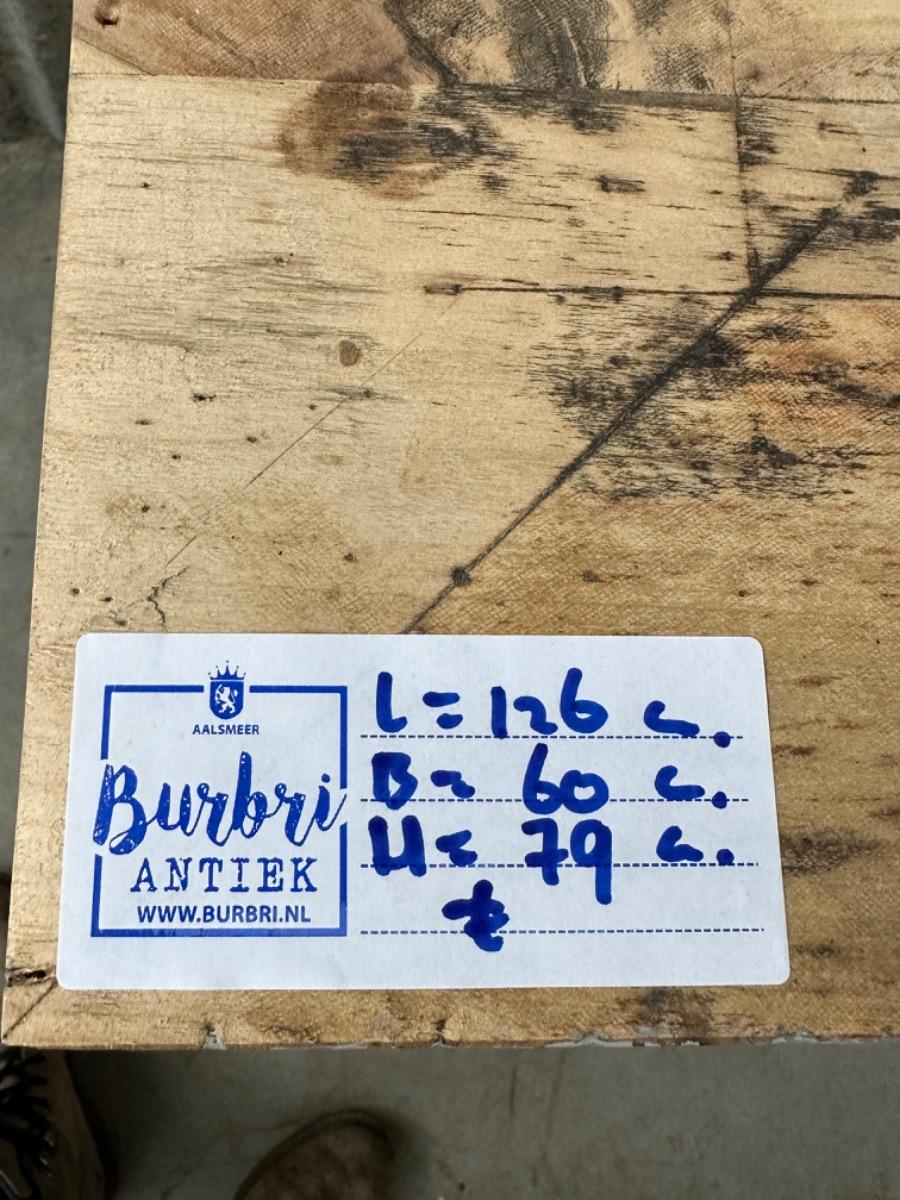 AALSMEER
Burbri
ANTIEK
WWW.BURBRI.NL
L= 126 c.
B= 60 c.
H= 79 c.